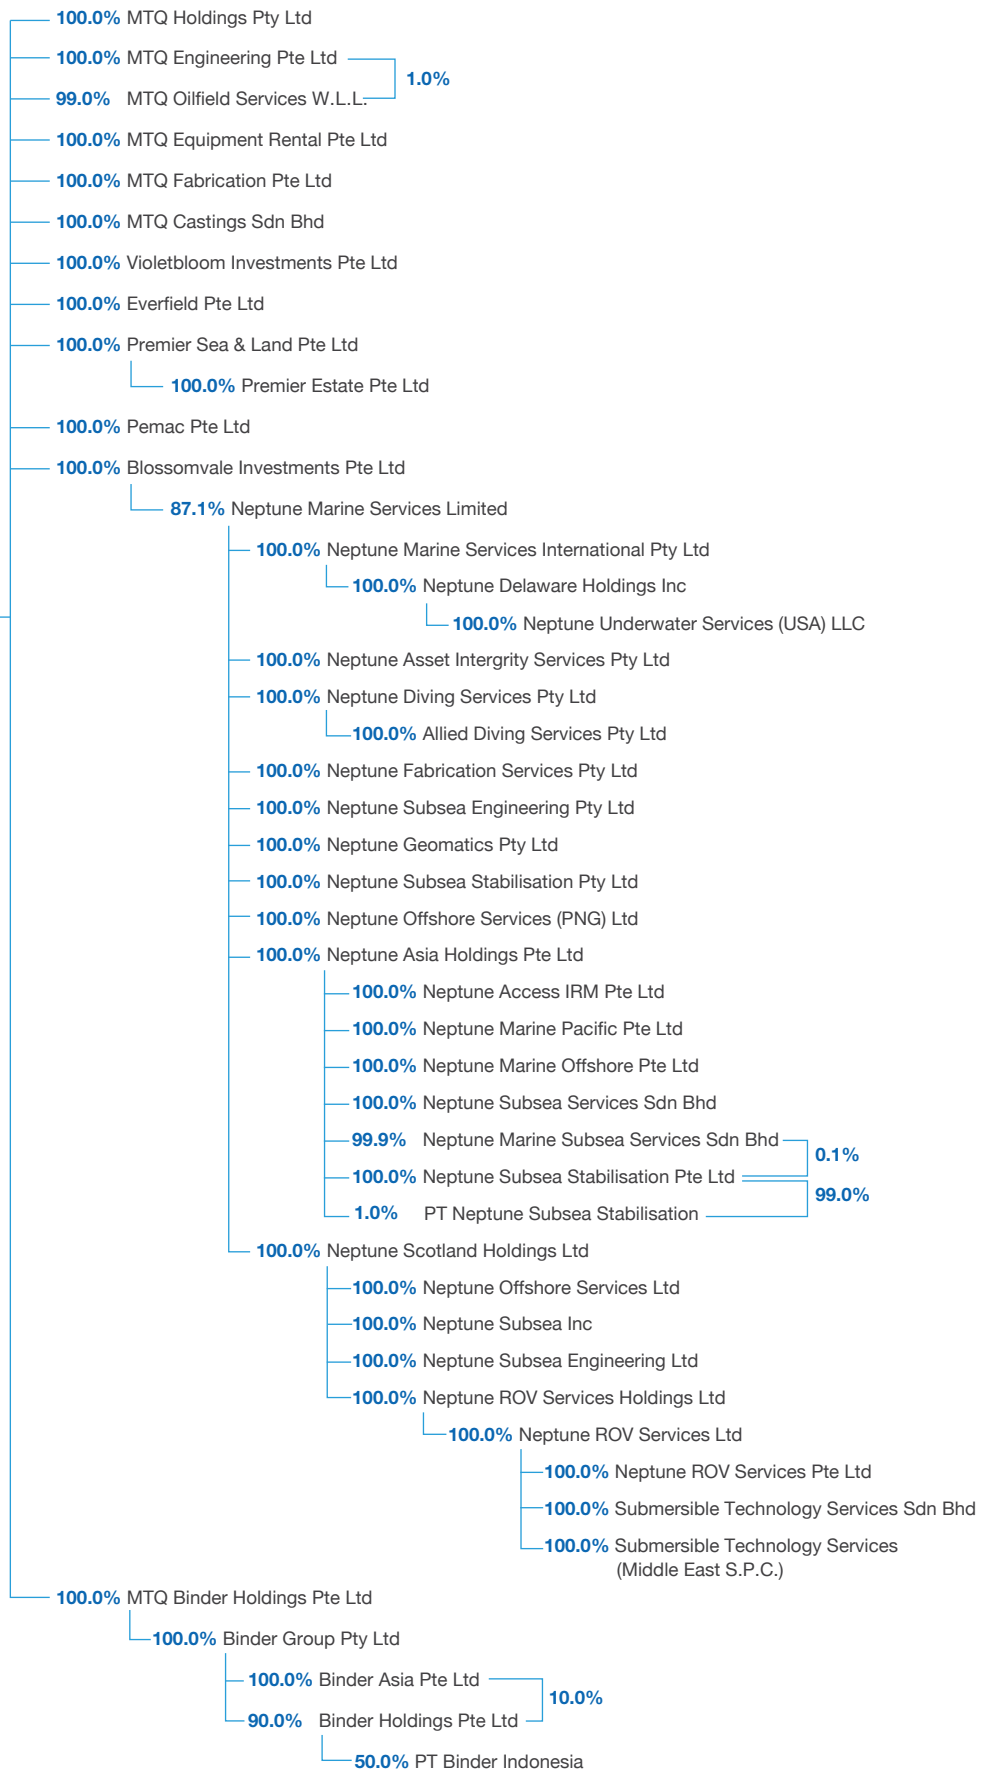 100.0% MTQ Holdings Pty Ltd
100.0% MTQ Engineering Pte Ltd
1.0%
99.0% MTQ Oilfield Services W.L.L.
100.0% MTQ Equipment Rental Pte Ltd
100.0% MTQ Fabrication Pte Ltd
100.0% MTQ Castings Sdn Bhd
100.0% Violetbloom Investments Pte Ltd
100.0% Everfield Pte Ltd
100.0% Premier Sea & Land Pte Ltd
100.0% Premier Estate Pte Ltd
100.0% Pemac Pte Ltd
100.0% Blossomvale Investments Pte Ltd
87.1% Neptune Marine Services Limited
100.0% Neptune Marine Services International Pty Ltd
100.0% Neptune Delaware Holdings Inc
100.0% Neptune Underwater Services (USA) LLC
100.0% Neptune Asset Intergrity Services Pty Ltd
100.0% Neptune Diving Services Pty Ltd
100.0% Allied Diving Services Pty Ltd
100.0% Neptune Fabrication Services Pty Ltd
100.0% Neptune Subsea Engineering Pty Ltd
100.0% Neptune Geomatics Pty Ltd
100.0% Neptune Subsea Stabilisation Pty Ltd
100.0% Neptune Offshore Services (PNG) Ltd
100.0% Neptune Asia Holdings Pte Ltd
100.0% Neptune Access IRM Pte Ltd
100.0% Neptune Marine Pacific Pte Ltd
100.0% Neptune Marine Offshore Pte Ltd
100.0% Neptune Subsea Services Sdn Bhd
99.9% Neptune Marine Subsea Services Sdn Bhd
0.1%
100.0% Neptune Subsea Stabilisation Pte Ltd
99.0%
1.0% PT Neptune Subsea Stabilisation
100.0% Neptune Scotland Holdings Ltd
100.0% Neptune Offshore Services Ltd
100.0% Neptune Subsea Inc
100.0% Neptune Subsea Engineering Ltd
100.0% Neptune ROV Services Holdings Ltd
100.0% Neptune ROV Services Ltd
100.0% Neptune ROV Services Pte Ltd
100.0% Submersible Technology Services Sdn Bhd
100.0% Submersible Technology Services
(Middle East S.P.C.)
100.0% MTQ Binder Holdings Pte Ltd
100.0% Binder Group Pty Ltd
100.0% Binder Asia Pte Ltd
10.0%
90.0% Binder Holdings Pte Ltd
50.0% PT Binder Indonesia